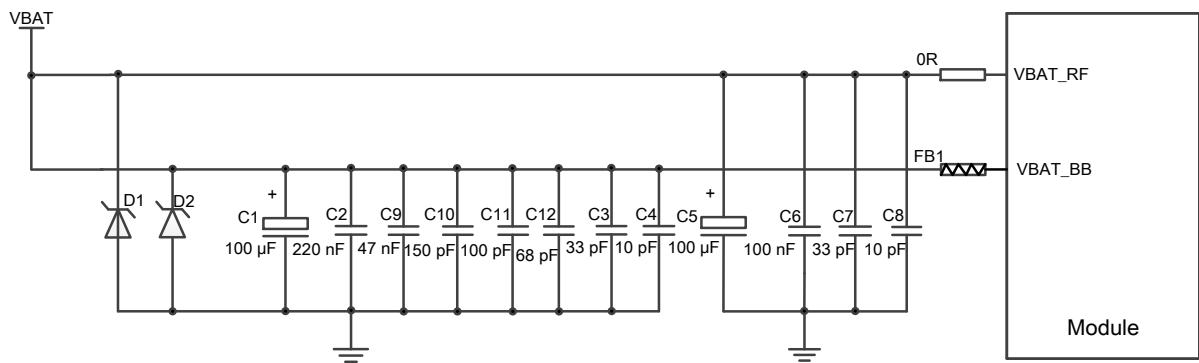 VBAT
0R
VBAT_RF
FB1
VBAT_BB
D1
D2
+
C1
100 µF
C2
220 nF
C9
47 nF
C10
150 pF
C11
100 pF
C12
68 pF
C3
33 pF
C4
10 pF
+
C5
100 µF
C6
100 nF
C7
33 pF
C8
10 pF
Module